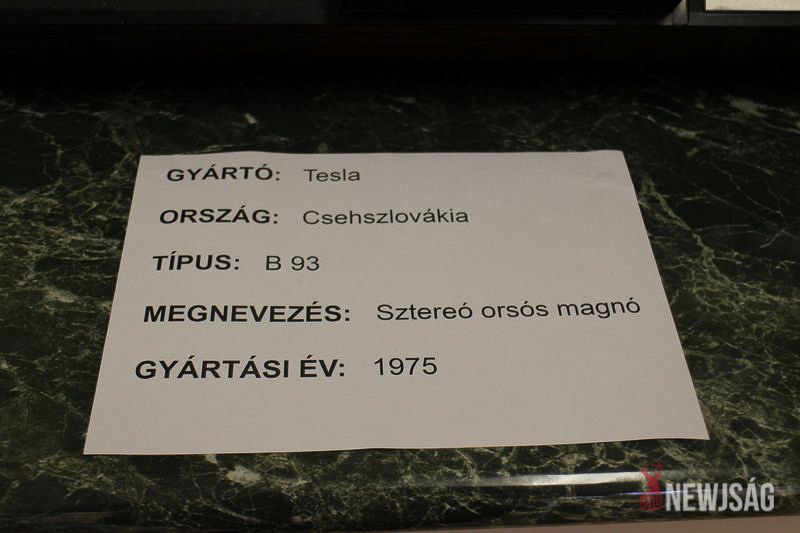 GYÁRTÓ: Tesla
ORSZÁG: Csehszlovákia
TÍPUS: B 93
MEGNEVEZÉS: Sztereó orsós magnó
GYÁRTÁSI ÉV: 1975
NEWJSÁG